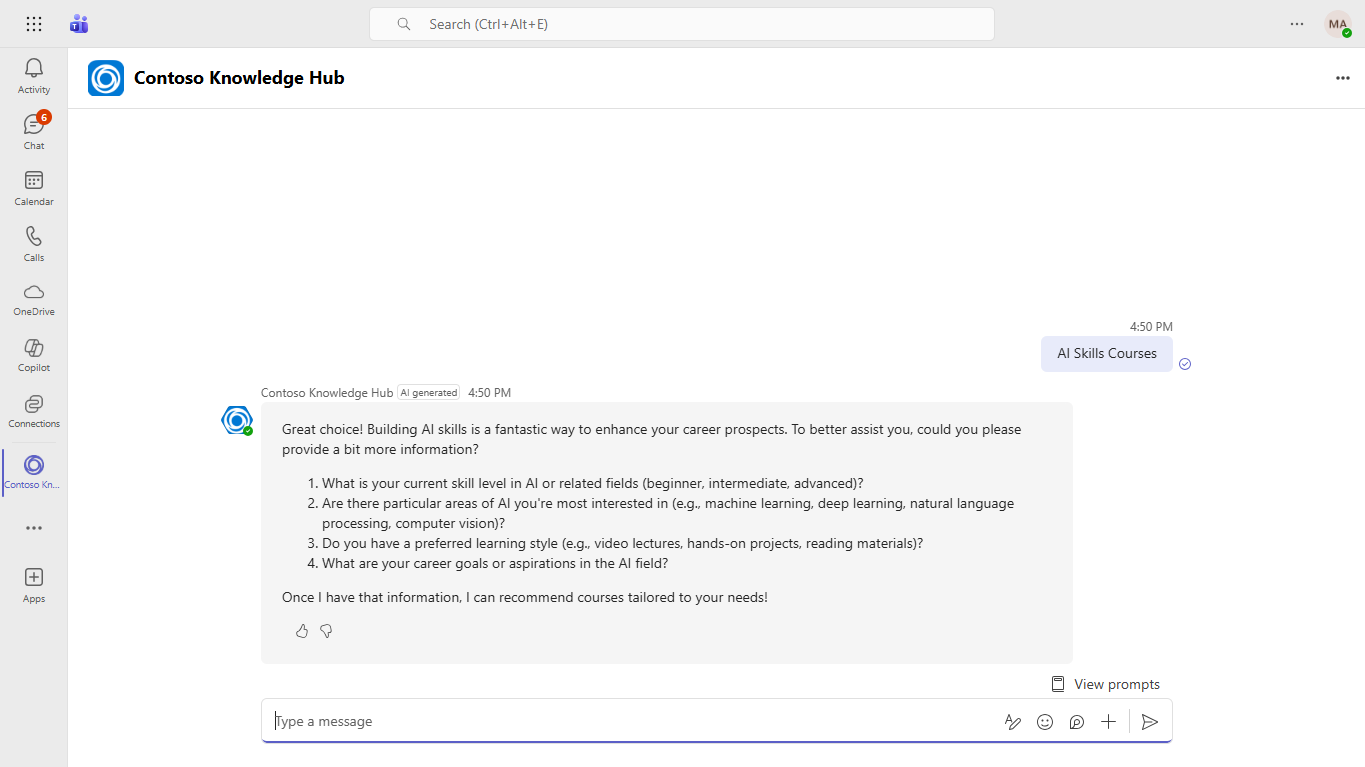 Search (Ctrl+Alt+E)
MA
Activity
6
Chat
Calendar
Calls
OneDrive
Copilot
Connections
Contoso Kn...
Apps
Contoso Knowledge Hub
4:50 PM
AI Skills Courses
Contoso Knowledge Hub AI generated 4:50 PM
Great choice! Building AI skills is a fantastic way to enhance your career prospects. To better assist you, could you please
provide a bit more information?
1. What is your current skill level in AI or related fields (beginner, intermediate, advanced)?
2. Are there particular areas of AI you're most interested in (e.g., machine learning, deep learning, natural language
processing, computer vision)?
3. Do you have a preferred learning style (e.g., video lectures, hands-on projects, reading materials)?
4. What are your career goals or aspirations in the AI field?
Once I have that information, I can recommend courses tailored to your needs!
View prompts
Type a message